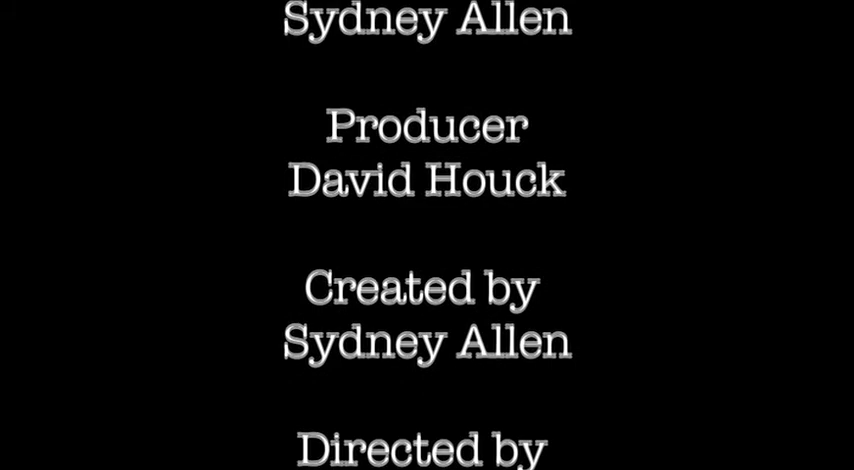 Sydney Allen
Producer
David Houck
Created by
Sydney Allen
Directed by